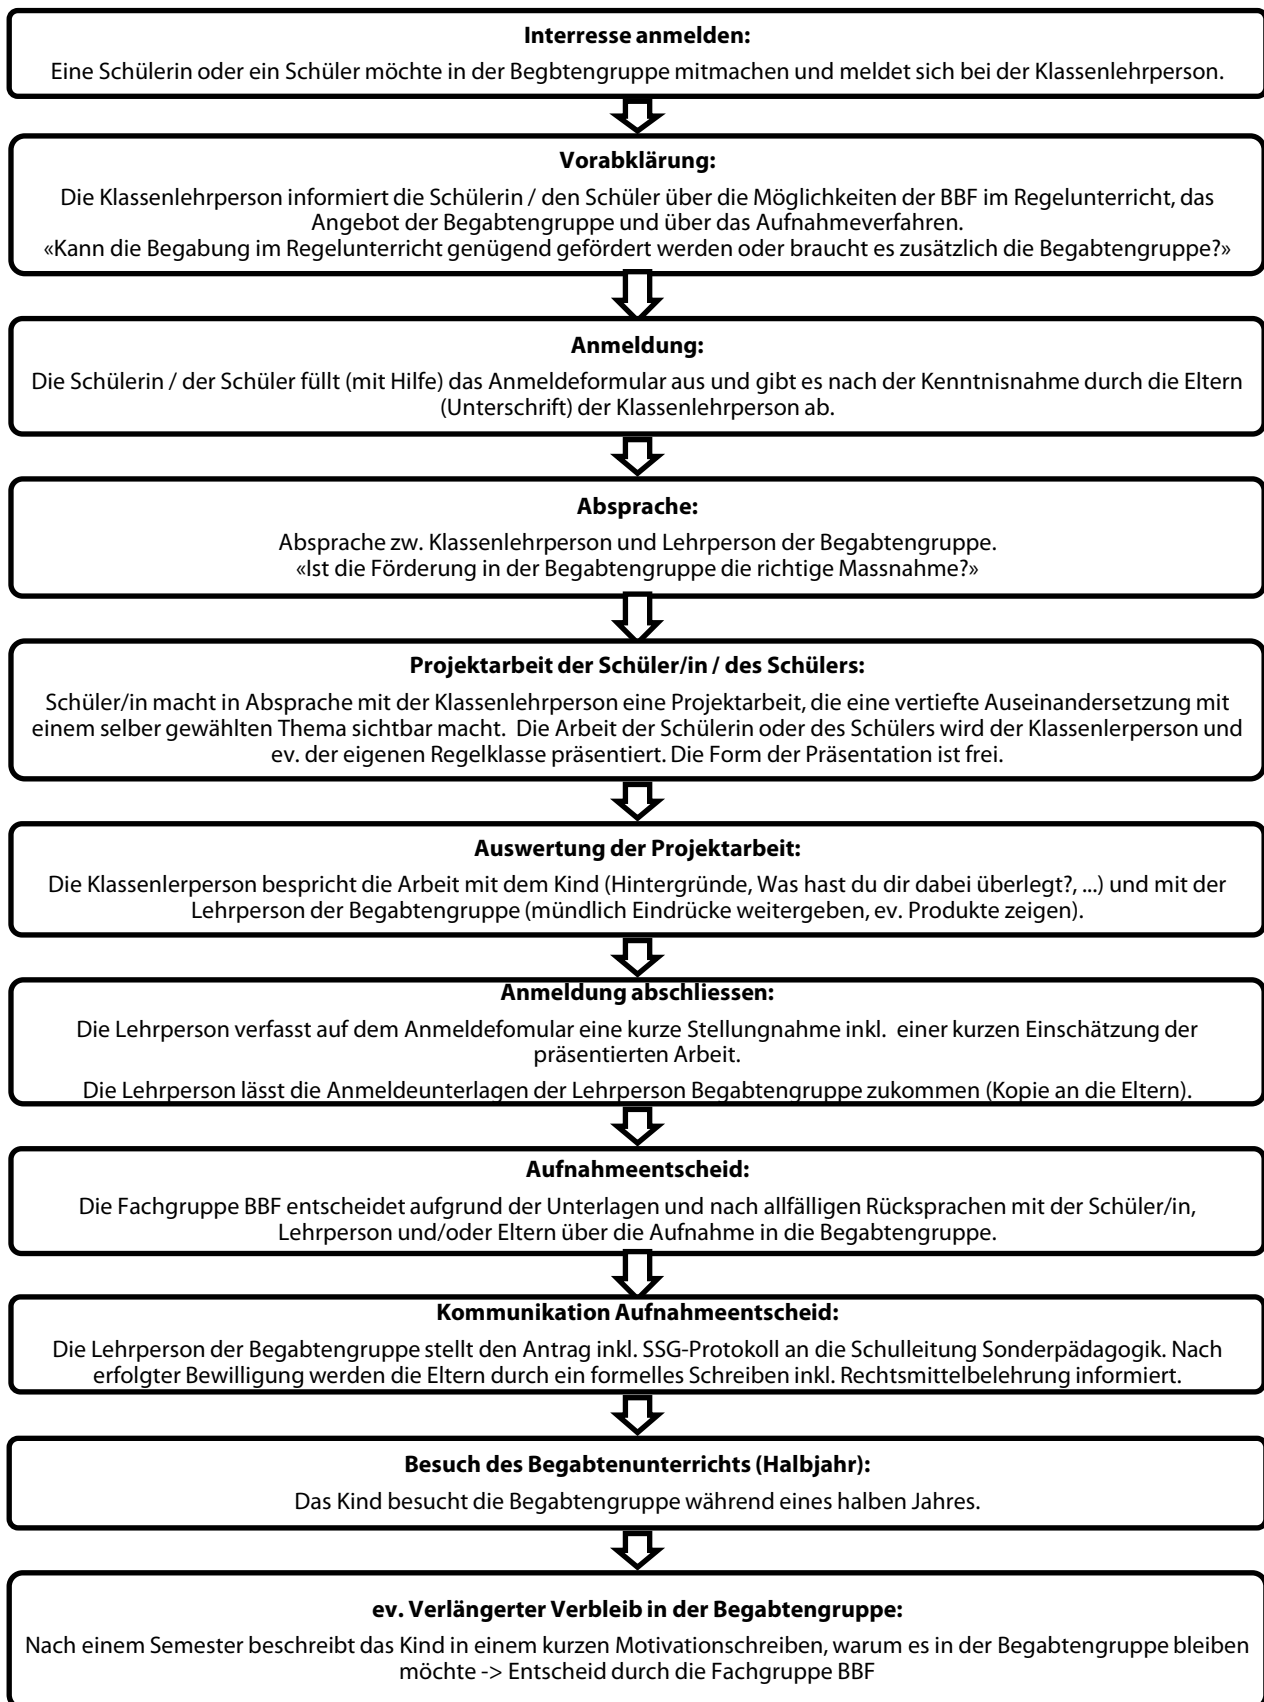 Interresse anmelden:
Eine Schülerin oder ein Schüler möchte in der Begbtengruppe mitmachen und meldet sich bei der Klassenlehrperson.
Vorabklärung:
Die Klassenlehrperson informiert die Schülerin / den Schüler über die Möglichkeiten der BBF im Regelunterricht, das
Angebot der Begabtengruppe und über das Aufnahmeverfahren.
«Kann die Begabung im Regelunterricht genügend gefördert werden oder braucht es zusätzlich die Begabtengruppe?»
Anmeldung:
Die Schülerin / der Schüler füllt (mit Hilfe) das Anmeldeformular aus und gibt es nach der Kenntnisnahme durch die Eltern
(Unterschrift) der Klassenlehrperson ab.
Absprache:
Absprache zw. Klassenlehrperson und Lehrperson der Begabtengruppe.
«Ist die Förderung in der Begabtengruppe die richtige Massnahme?»
Projektarbeit der Schüler/in / des Schülers:
Schüler/in macht in Absprache mit der Klassenlehrperson eine Projektarbeit, die eine vertiefte Auseinandersetzung mit
einem selber gewählten Thema sichtbar macht. Die Arbeit der Schülerin oder des Schülers wird der Klassenlerperson und
ev. der eigenen Regelklasse präsentiert. Die Form der Präsentation ist frei.
Auswertung der Projektarbeit:
Die Klassenlerperson bespricht die Arbeit mit dem Kind (Hintergründe, Was hast du dir dabei überlegt?, ...) und mit der
Lehrperson der Begabtengruppe (mündlich Eindrücke weitergeben, ev. Produkte zeigen).
Anmeldung abschliessen:
Die Lehrperson verfasst auf dem Anmeldefomular eine kurze Stellungnahme inkl. einer kurzen Einschätzung der
präsentierten Arbeit.
Die Lehrperson lässt die Anmeldeunterlagen der Lehrperson Begabtengruppe zukommen (Kopie an die Eltern).
Aufnahmeentscheid:
Die Fachgruppe BBF entscheidet aufgrund der Unterlagen und nach allfälligen Rücksprachen mit der Schüler/in,
Lehrperson und/oder Eltern über die Aufnahme in die Begabtengruppe.
Kommunikation Aufnahmeentscheid:
Die Lehrperson der Begabtengruppe stellt den Antrag inkl. SSG-Protokoll an die Schulleitung Sonderpädagogik. Nach
erfolgter Bewilligung werden die Eltern durch ein formelles Schreiben inkl. Rechtsmittelbelehrung informiert.
Besuch des Begabtenunterrichts (Halbjahr):
Das Kind besucht die Begabtengruppe während eines halben Jahres.
ev. Verlängerter Verbleib in der Begabtengruppe:
Nach einem Semester beschreibt das Kind in einem kurzen Motivationschreiben, warum es in der Begabtengruppe bleiben
möchte -> Entscheid durch die Fachgruppe BBF